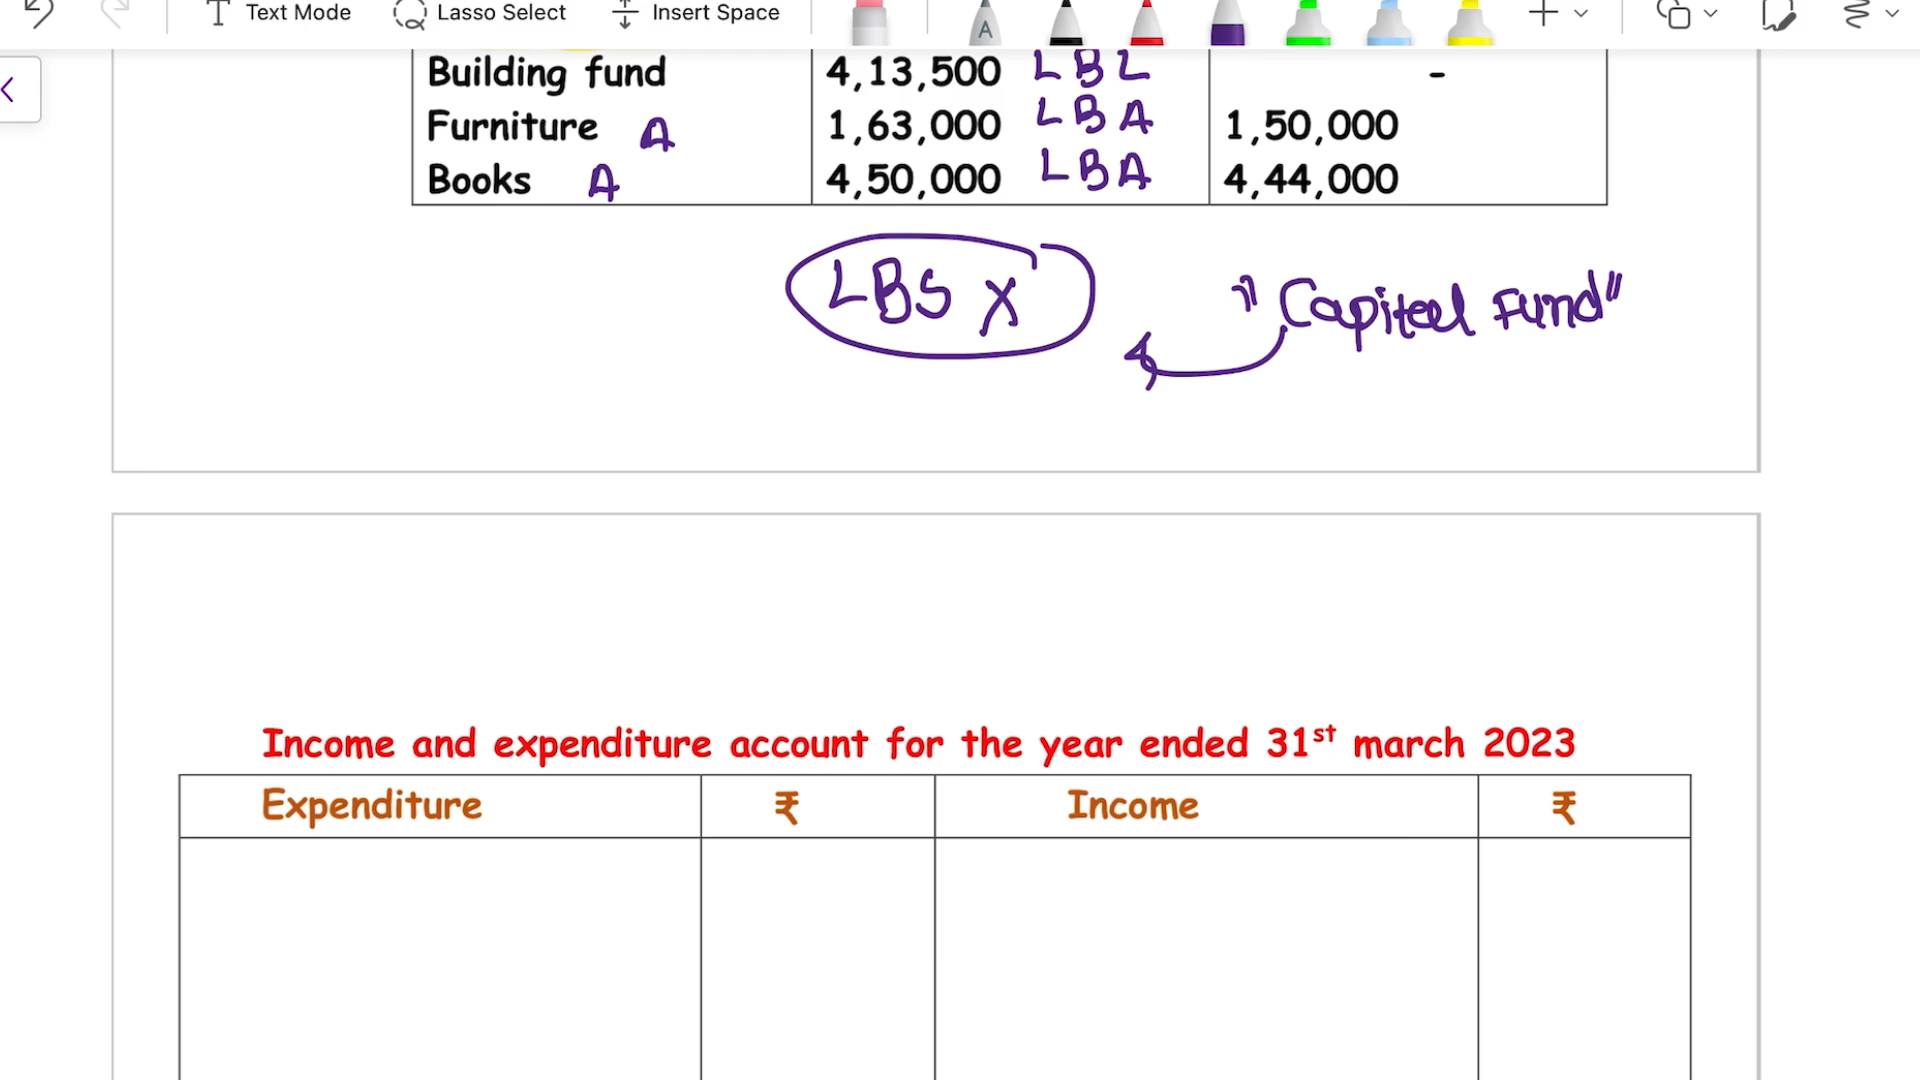 Text Mode Lasso Select Insert Space
A
Building fund 4,13,500 LBL -
Furniture A 1,63,000 LBA 1,50,000
Books A 4,50,000 LBA 4,44,000
LBS X "Capital Fund"
Income and expenditure account for the year ended 31st march 2023
Expenditure ₹ Income ₹